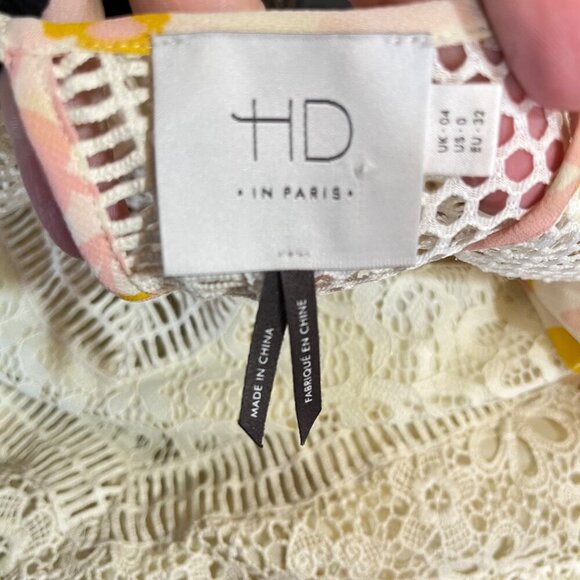 HD
• IN PARIS •
UK - 04
US - 0
EU - 32
MADE IN CHINA
FABRIQUÉ EN CHINE